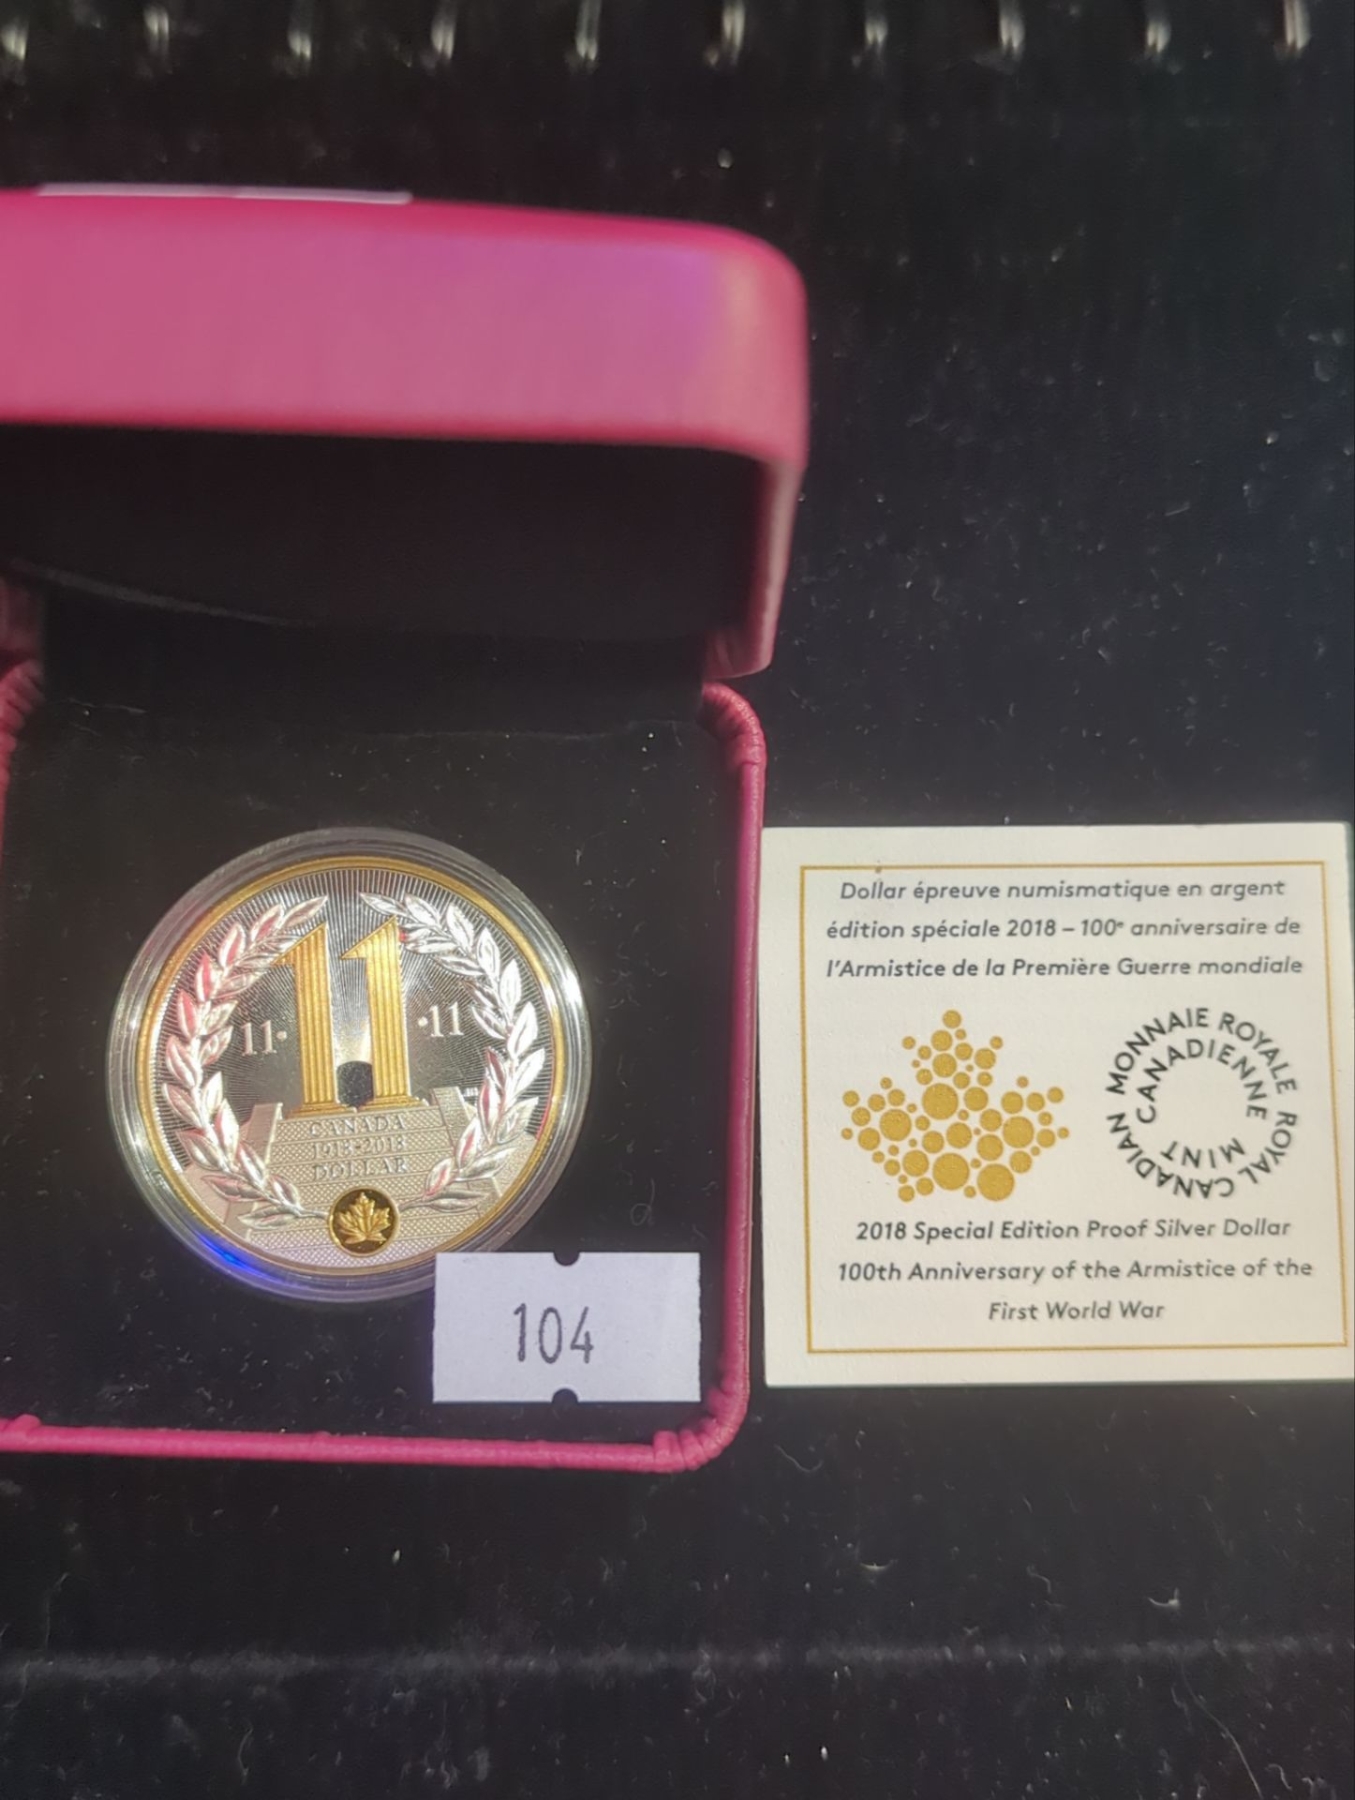 11
11·
·11
CANADA
1918-2018
DOLLAR
104
Dollar épreuve numismatique en argent
édition spéciale 2018 – 100e anniversaire de
l'Armistice de la Première Guerre mondiale
MONNAIE ROYALE CANADIENNE
ROYAL CANADIAN MINT
2018 Special Edition Proof Silver Dollar
100th Anniversary of the Armistice of the
First World War